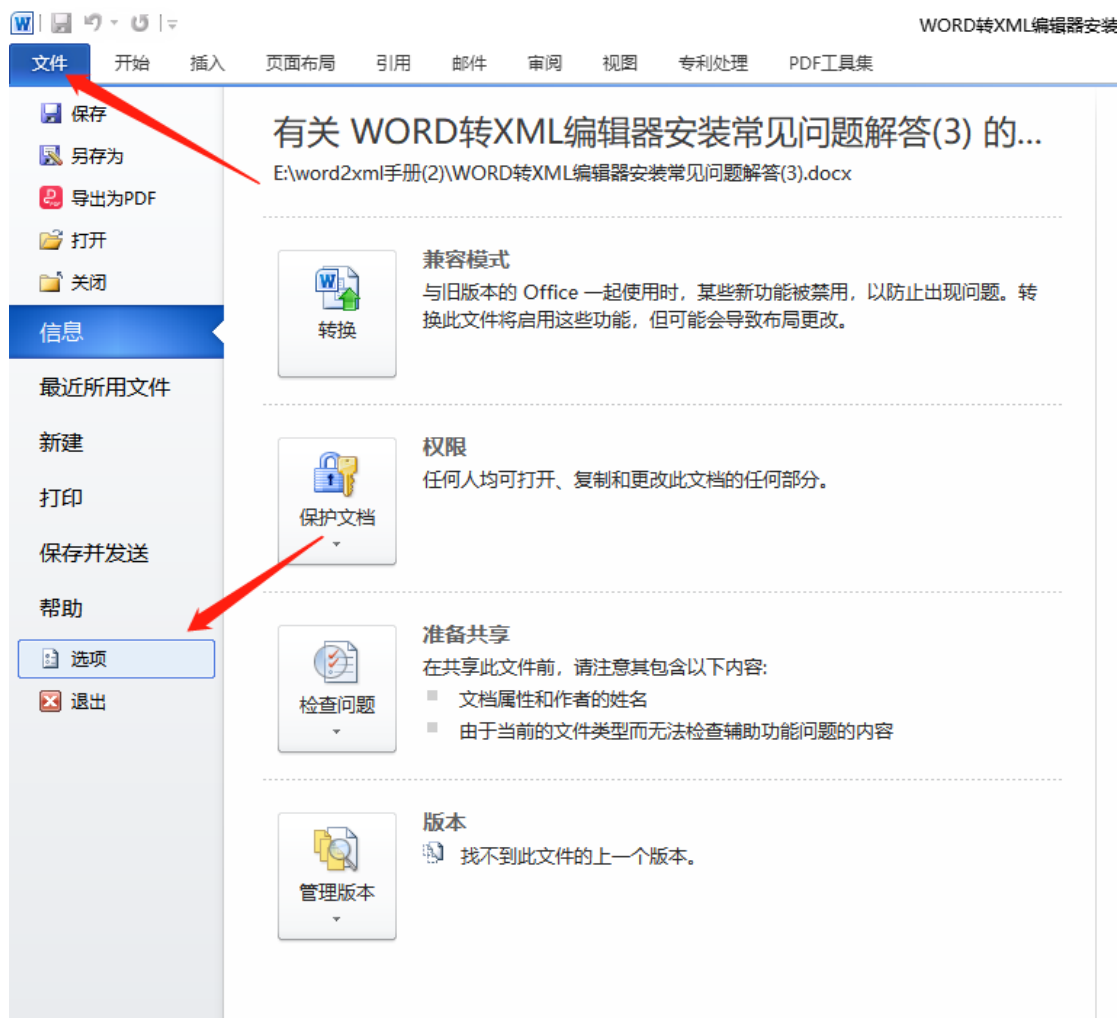 WORD转XML编辑器安装
文件 开始 插入 页面布局 引用 邮件 审阅 视图 专利处理 PDF工具集
保存
另存为
导出为PDF
打开
关闭
信息
最近所用文件
新建
打印
保存并发送
帮助
选项
退出
有关 WORD转XML编辑器安装常见问题解答(3) 的...
E:\word2xml手册(2)\WORD转XML编辑器安装常见问题解答(3).docx
转换
兼容模式
与旧版本的 Office 一起使用时，某些新功能被禁用，以防止出现问题。转
换此文件将启用这些功能，但可能会导致布局更改。
保护文档
权限
任何人均可打开、复制和更改此文档的任何部分。
检查问题
准备共享
在共享此文件前，请注意其包含以下内容:
文档属性和作者的姓名
由于当前的文件类型而无法检查辅助功能问题的内容
管理版本
版本
找不到此文件的上一个版本。